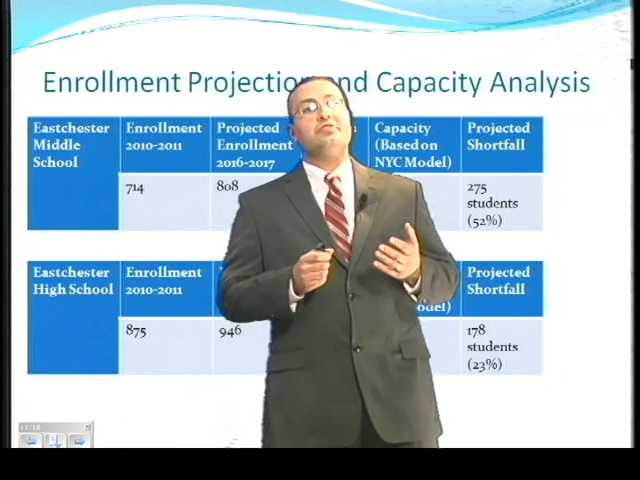 Enrollment Projection and Capacity Analysis
Eastchester Middle School
Enrollment 2010-2011
Projected Enrollment 2016-2017
Capacity (Based on NYC Model)
Projected Shortfall
714
808
275 students (52%)
Eastchester High School
Enrollment 2010-2011
Projected Shortfall
875
946
178 students (23%)
17/18